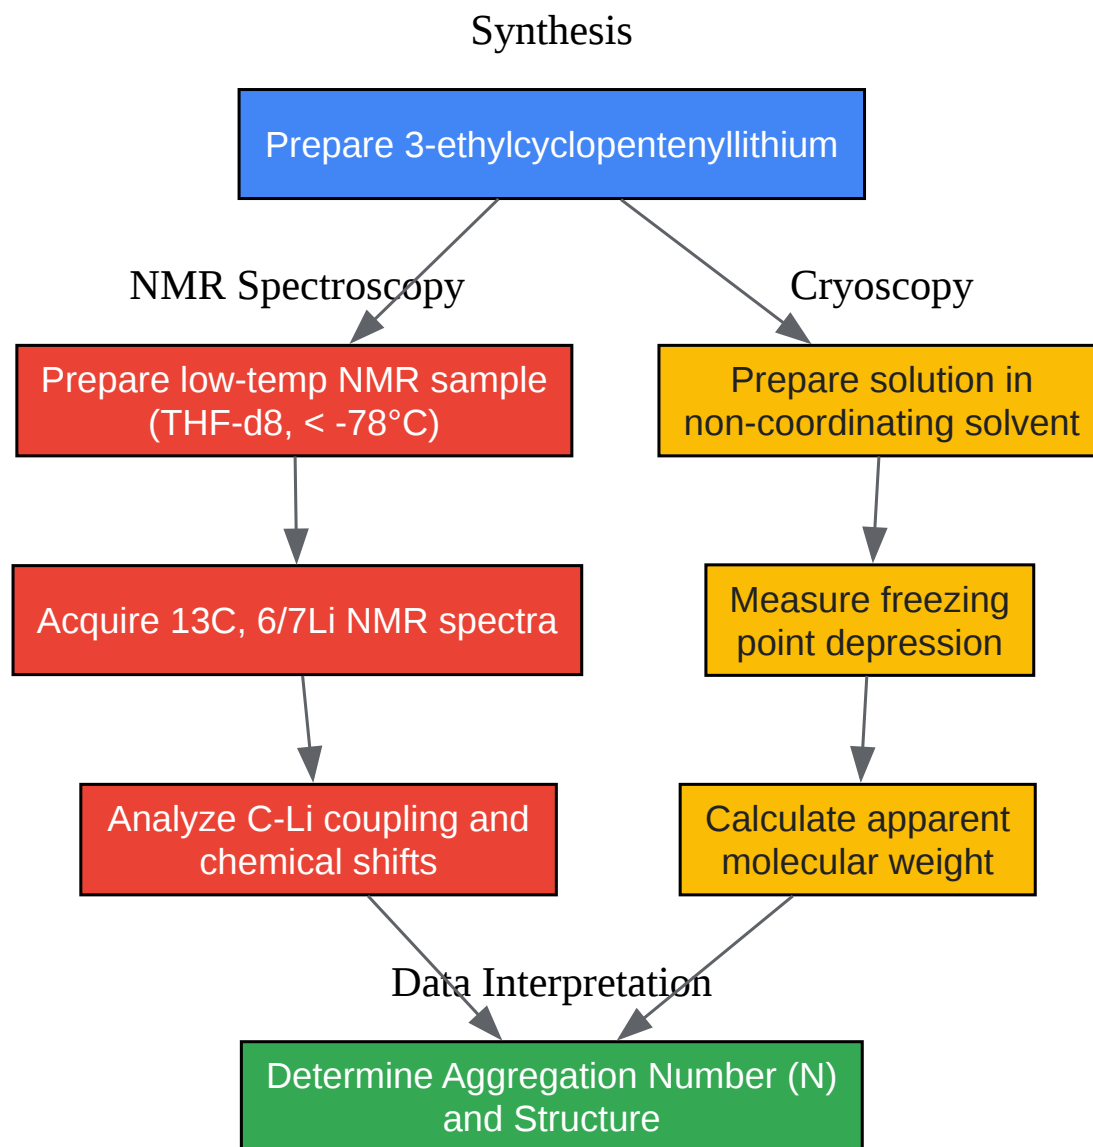 Synthesis
Prepare 3-ethylcyclopentenyllithium
NMR Spectroscopy
Cryoscopy
Prepare low-temp NMR sample
(THF-d8, < -78°C)
Prepare solution in
non-coordinating solvent
Acquire 13C, 6/7Li NMR spectra
Measure freezing
point depression
Analyze C-Li coupling and
chemical shifts
Calculate apparent
molecular weight
Data Interpretation
Determine Aggregation Number (N)
and Structure